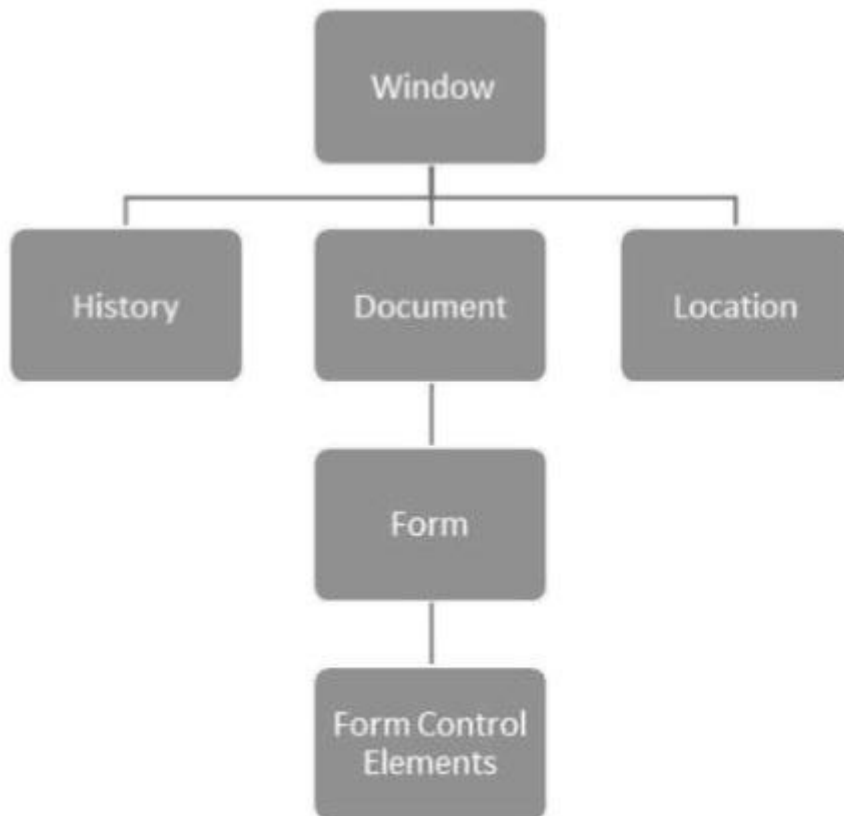 Window
History
Document
Location
Form
Form Control
Elements